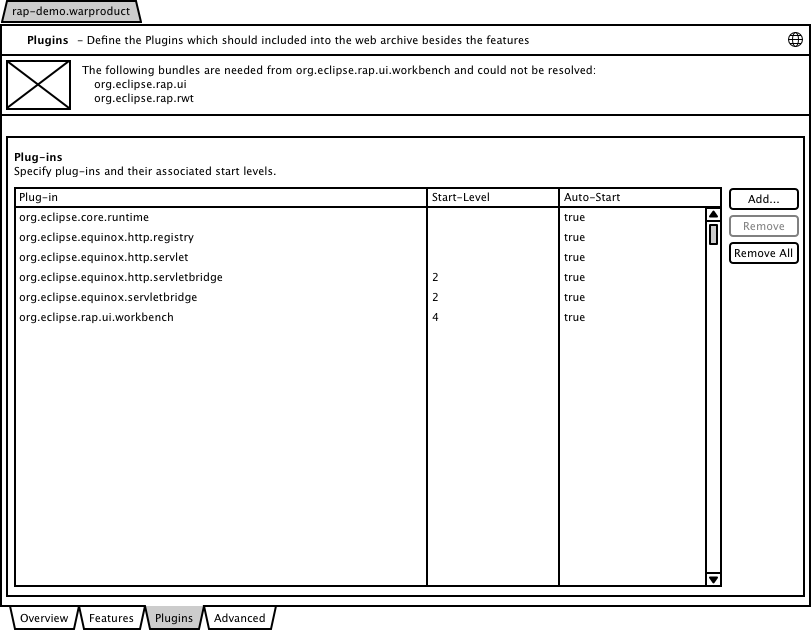 rap-demo.warproduct
Plugins - Define the Plugins which should included into the web archive besides the features
The following bundles are needed from org.eclipse.rap.ui.workbench and could not be resolved:
org.eclipse.rap.ui
org.eclipse.rap.rwt
Plug-ins
Specify plug-ins and their associated start levels.
Plug-in Start-Level Auto-Start
org.eclipse.core.runtime true
org.eclipse.equinox.http.registry true
org.eclipse.equinox.http.servlet true
org.eclipse.equinox.http.servletbridge 2 true
org.eclipse.equinox.servletbridge 2 true
org.eclipse.rap.ui.workbench 4 true
Add...
Remove
Remove All
Overview Features Plugins Advanced